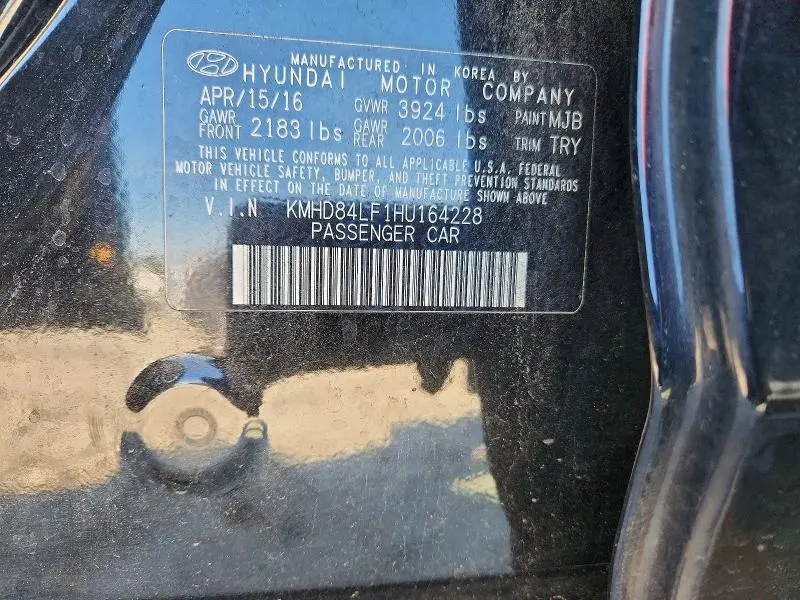 MANUFACTURED IN KOREA BY
HYUNDAI MOTOR COMPANY
APR/15/16 GVWR 3924 lbs PAINT MJB
GAWR FRONT 2183 lbs GAWR REAR 2006 lbs TRIM TRY
THIS VEHICLE CONFORMS TO ALL APPLICABLE U.S.A. FEDERAL
MOTOR VEHICLE SAFETY, BUMPER, AND THEFT PREVENTION STANDARDS
IN EFFECT ON THE DATE OF MANUFACTURE SHOWN ABOVE
V.I.N KMHD84LF1HU164228
PASSENGER CAR